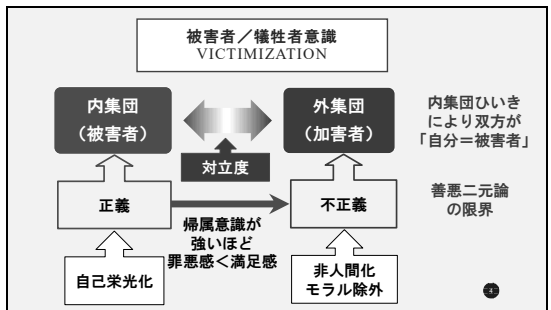 被害者／犠牲者意識
VICTIMIZATION
内集団
（被害者）
外集団
（加害者）
内集団ひいき
により双方が
「自分＝被害者」
対立度
正義
不正義
善悪二元論
の限界
帰属意識が
強いほど
罪悪感＜満足感
自己栄光化
非人間化
モラル除外